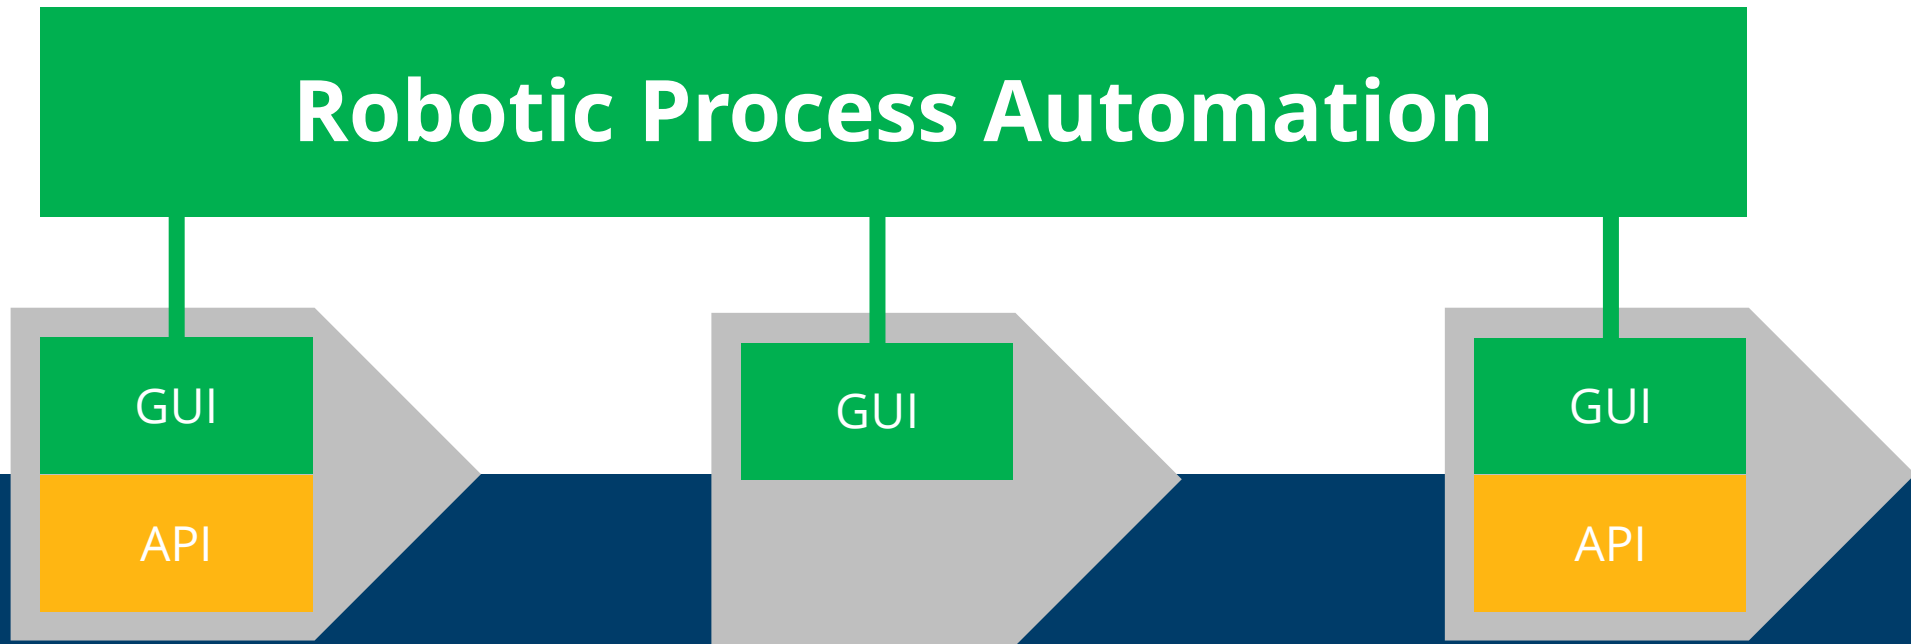 Robotic Process Automation
GUI
GUI
GUI
API
API